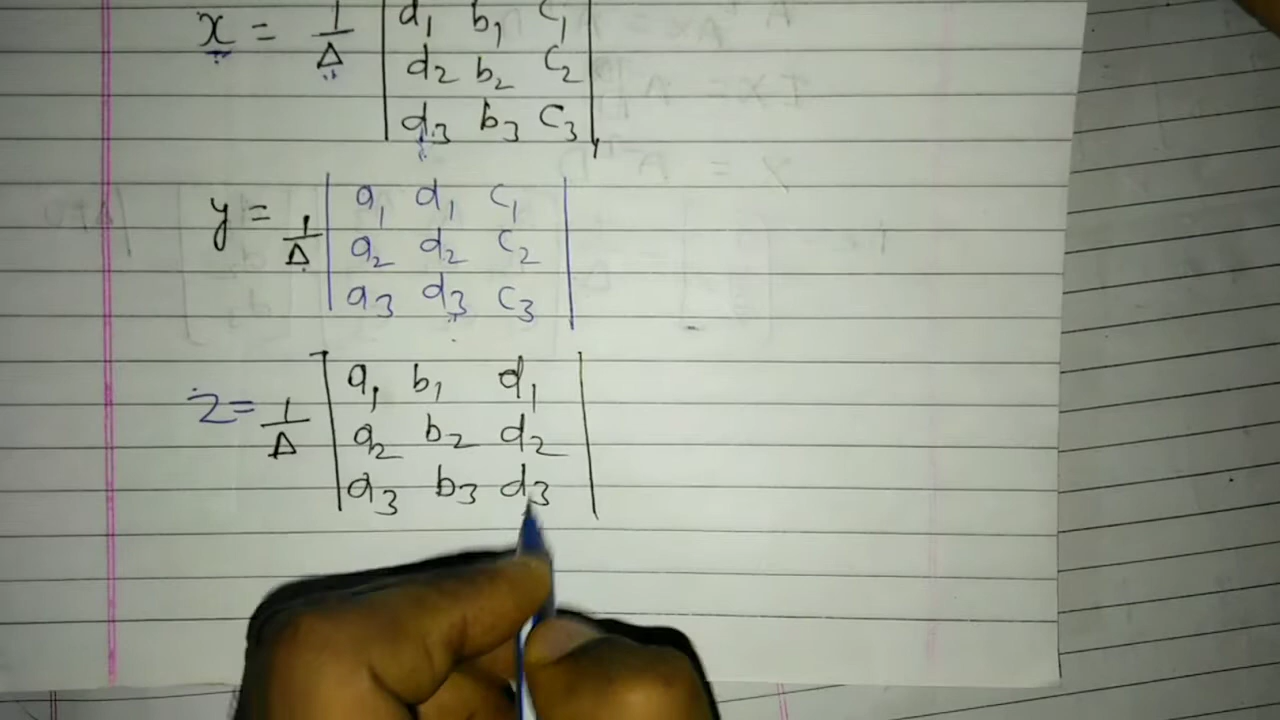 x = 1/Δ | d₁ b₁ c₁ |
| d₂ b₂ c₂ |
| d₃ b₃ c₃ |
y = 1/Δ | a₁ d₁ c₁ |
| a₂ d₂ c₂ |
| a₃ d₃ c₃ |
z = 1/Δ | a₁ b₁ d₁ |
| a₂ b₂ d₂ |
| a₃ b₃ d₃ |